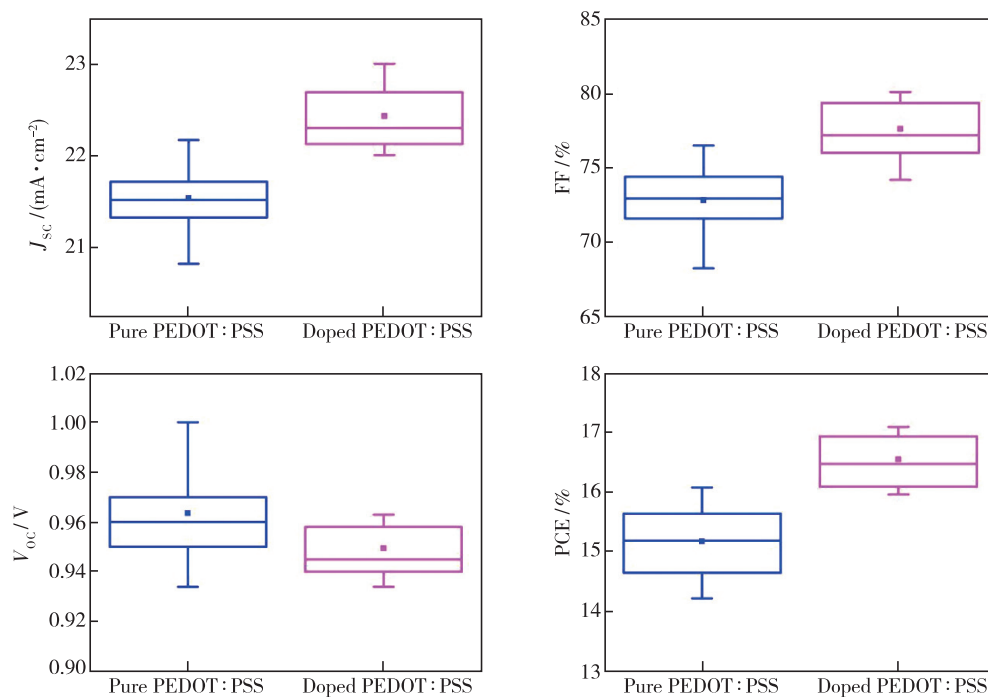 23
22
21
J_sc/(mA·cm⁻²)
Pure PEDOT:PSS Doped PEDOT:PSS
85
80
75
70
65
FF/%
Pure PEDOT:PSS Doped PEDOT:PSS
1.02
1.00
0.98
0.96
0.94
0.92
0.90
V_OC/V
Pure PEDOT:PSS Doped PEDOT:PSS
18
17
16
15
14
13
PCE/%
Pure PEDOT:PSS Doped PEDOT:PSS